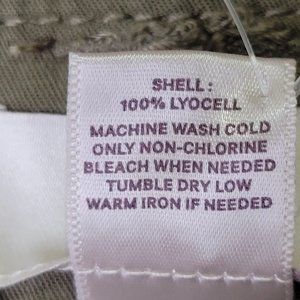 SHELL:
100% LYOCELL
MACHINE WASH COLD
ONLY NON-CHLORINE
BLEACH WHEN NEEDED
TUMBLE DRY LOW
WARM IRON IF NEEDED